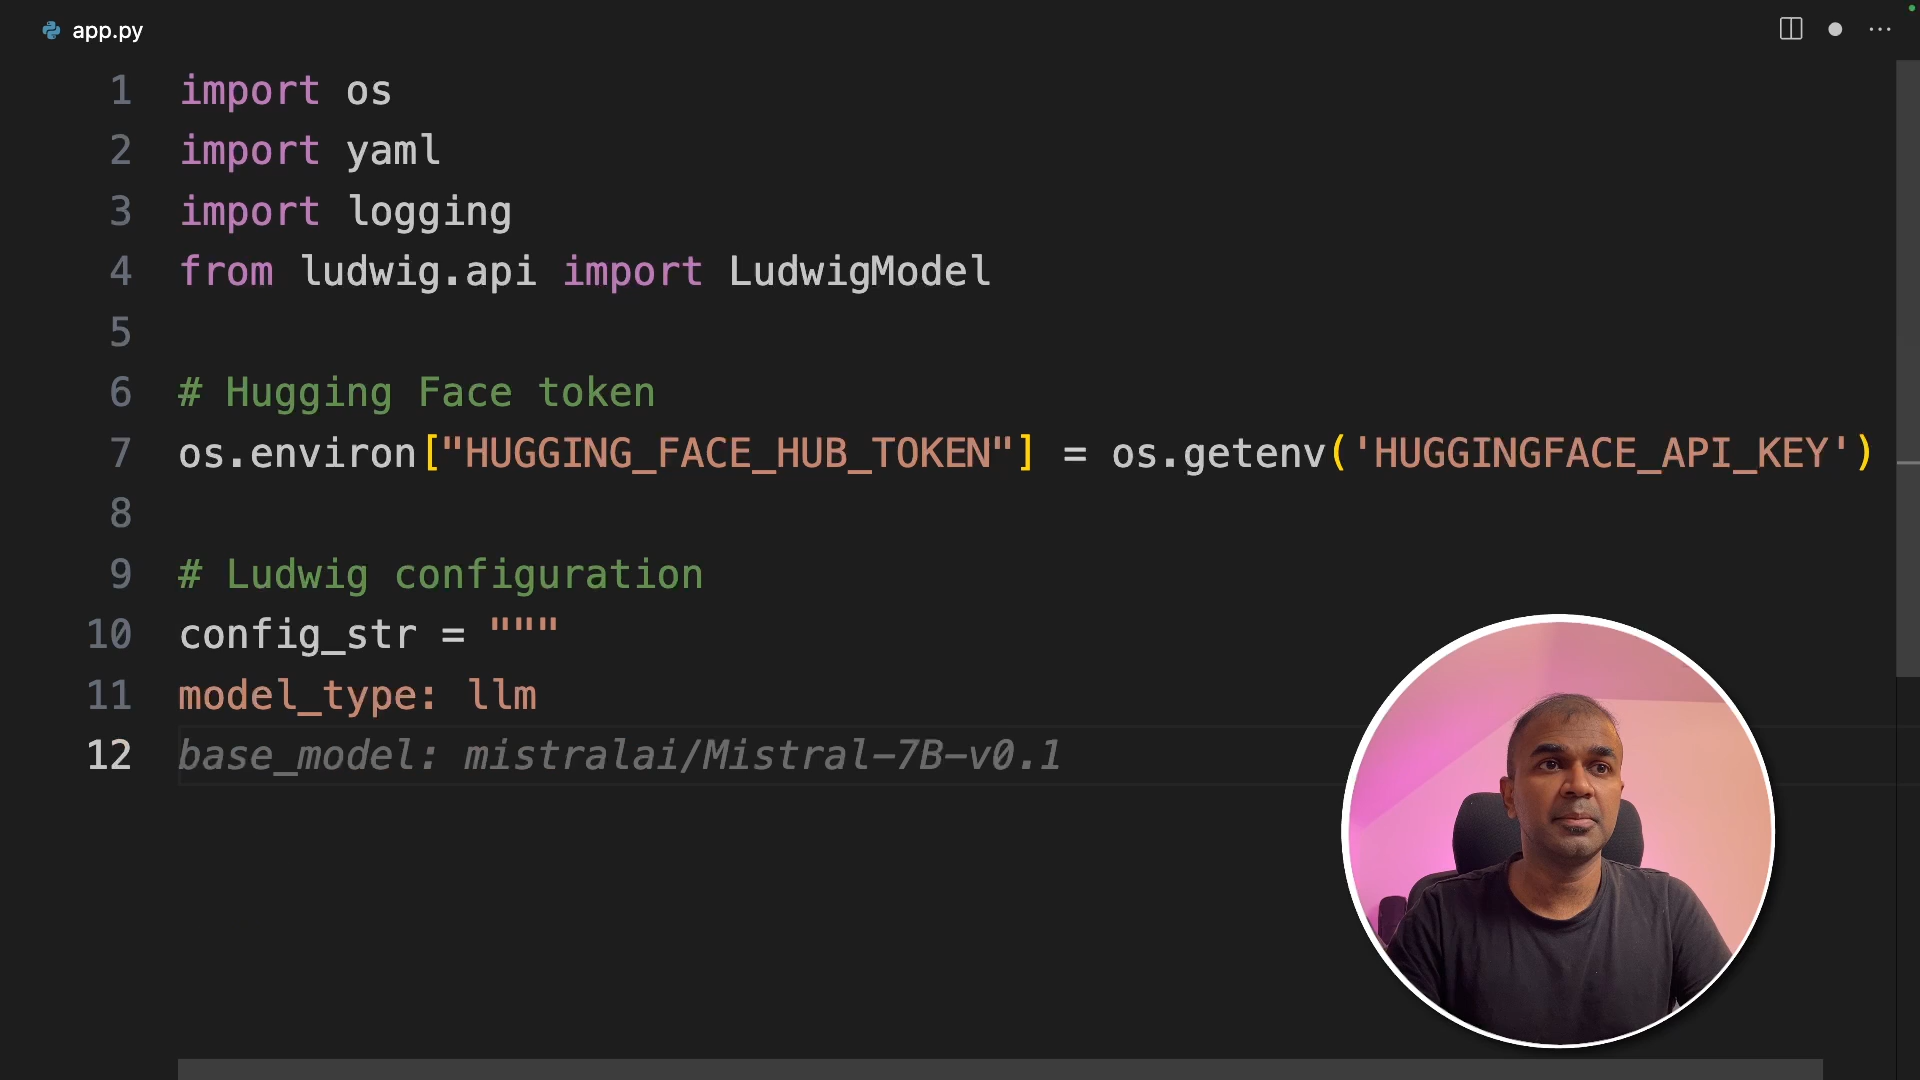 app.py
1 import os
2 import yaml
3 import logging
4 from ludwig.api import LudwigModel
5
6 # Hugging Face token
7 os.environ["HUGGING_FACE_HUB_TOKEN"] = os.getenv('HUGGINGFACE_API_KEY')
8
9 # Ludwig configuration
10 config_str = """
11 model_type: llm
12 base_model: mistralai/Mistral-7B-v0.1